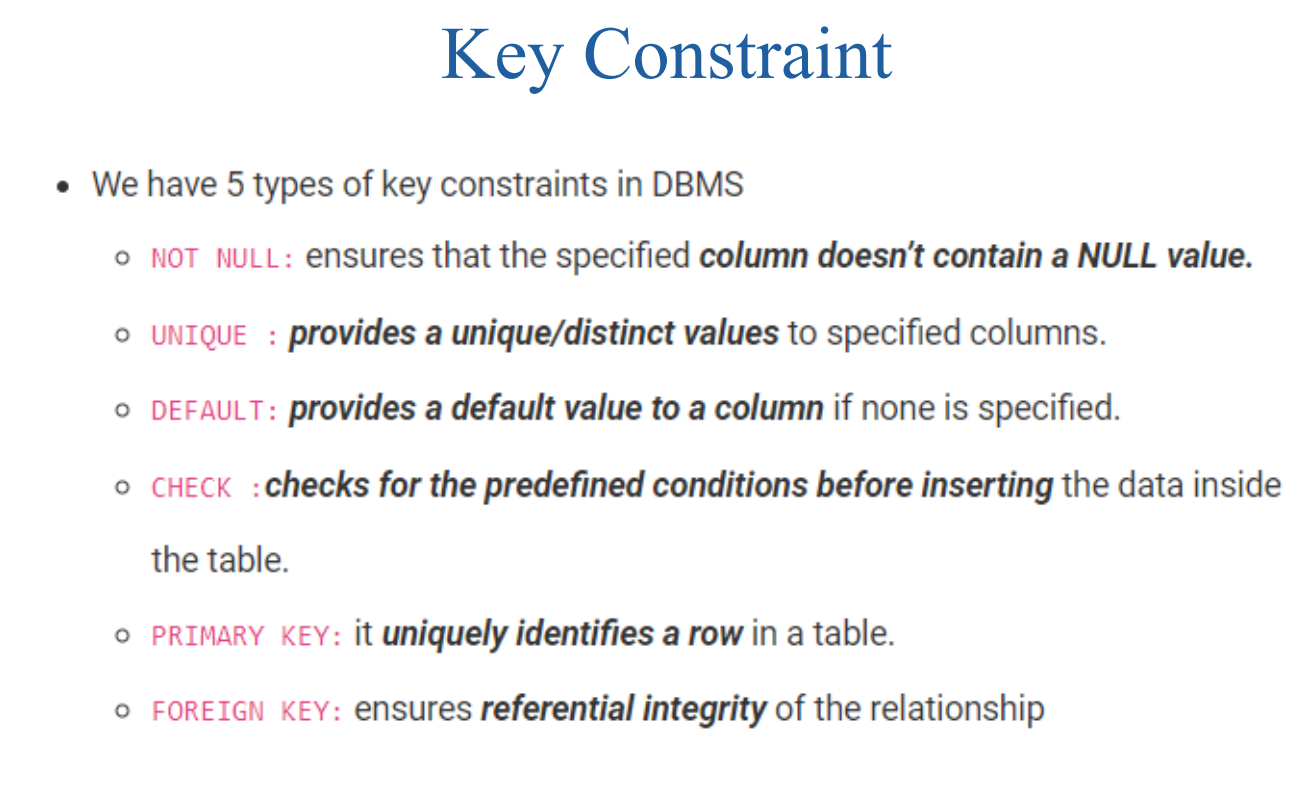 Key Constraint
• We have 5 types of key constraints in DBMS
○ NOT NULL: ensures that the specified column doesn’t contain a NULL value.
○ UNIQUE : provides a unique/distinct values to specified columns.
○ DEFAULT: provides a default value to a column if none is specified.
○ CHECK :checks for the predefined conditions before inserting the data inside
the table.
○ PRIMARY KEY: it uniquely identifies a row in a table.
○ FOREIGN KEY: ensures referential integrity of the relationship